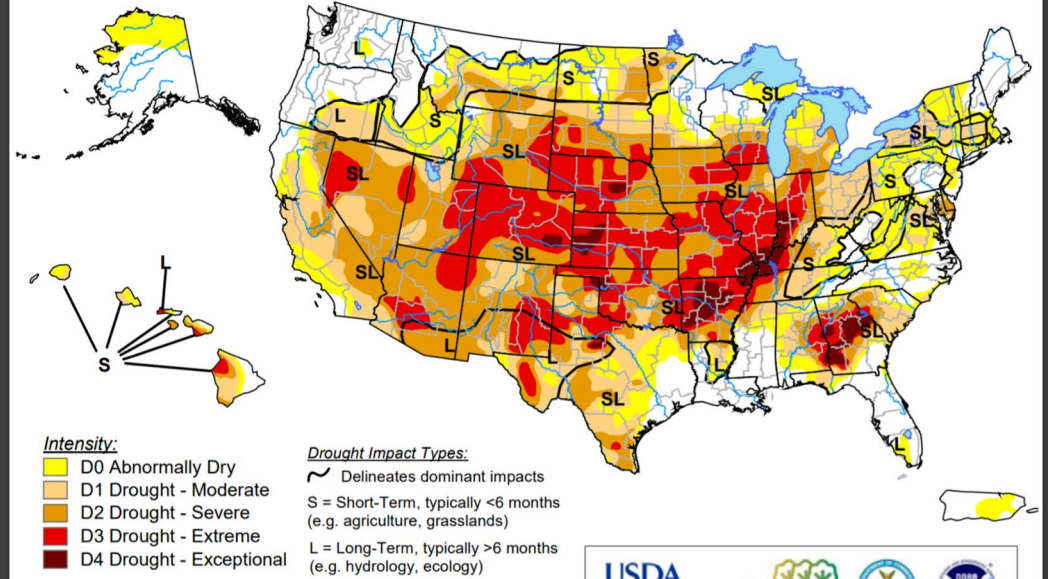 L
S
S
SL
L
S
SL
SL
SL
S
SL
SL
SL
SL
S
L
SL
SL
SL
L
L
L
S
SL
L
Intensity:
D0 Abnormally Dry
D1 Drought - Moderate
D2 Drought - Severe
D3 Drought - Extreme
D4 Drought - Exceptional
Drought Impact Types:
Delineates dominant impacts
S = Short-Term, typically <6 months
(e.g. agriculture, grasslands)
L = Long-Term, typically >6 months
(e.g. hydrology, ecology)
USDA